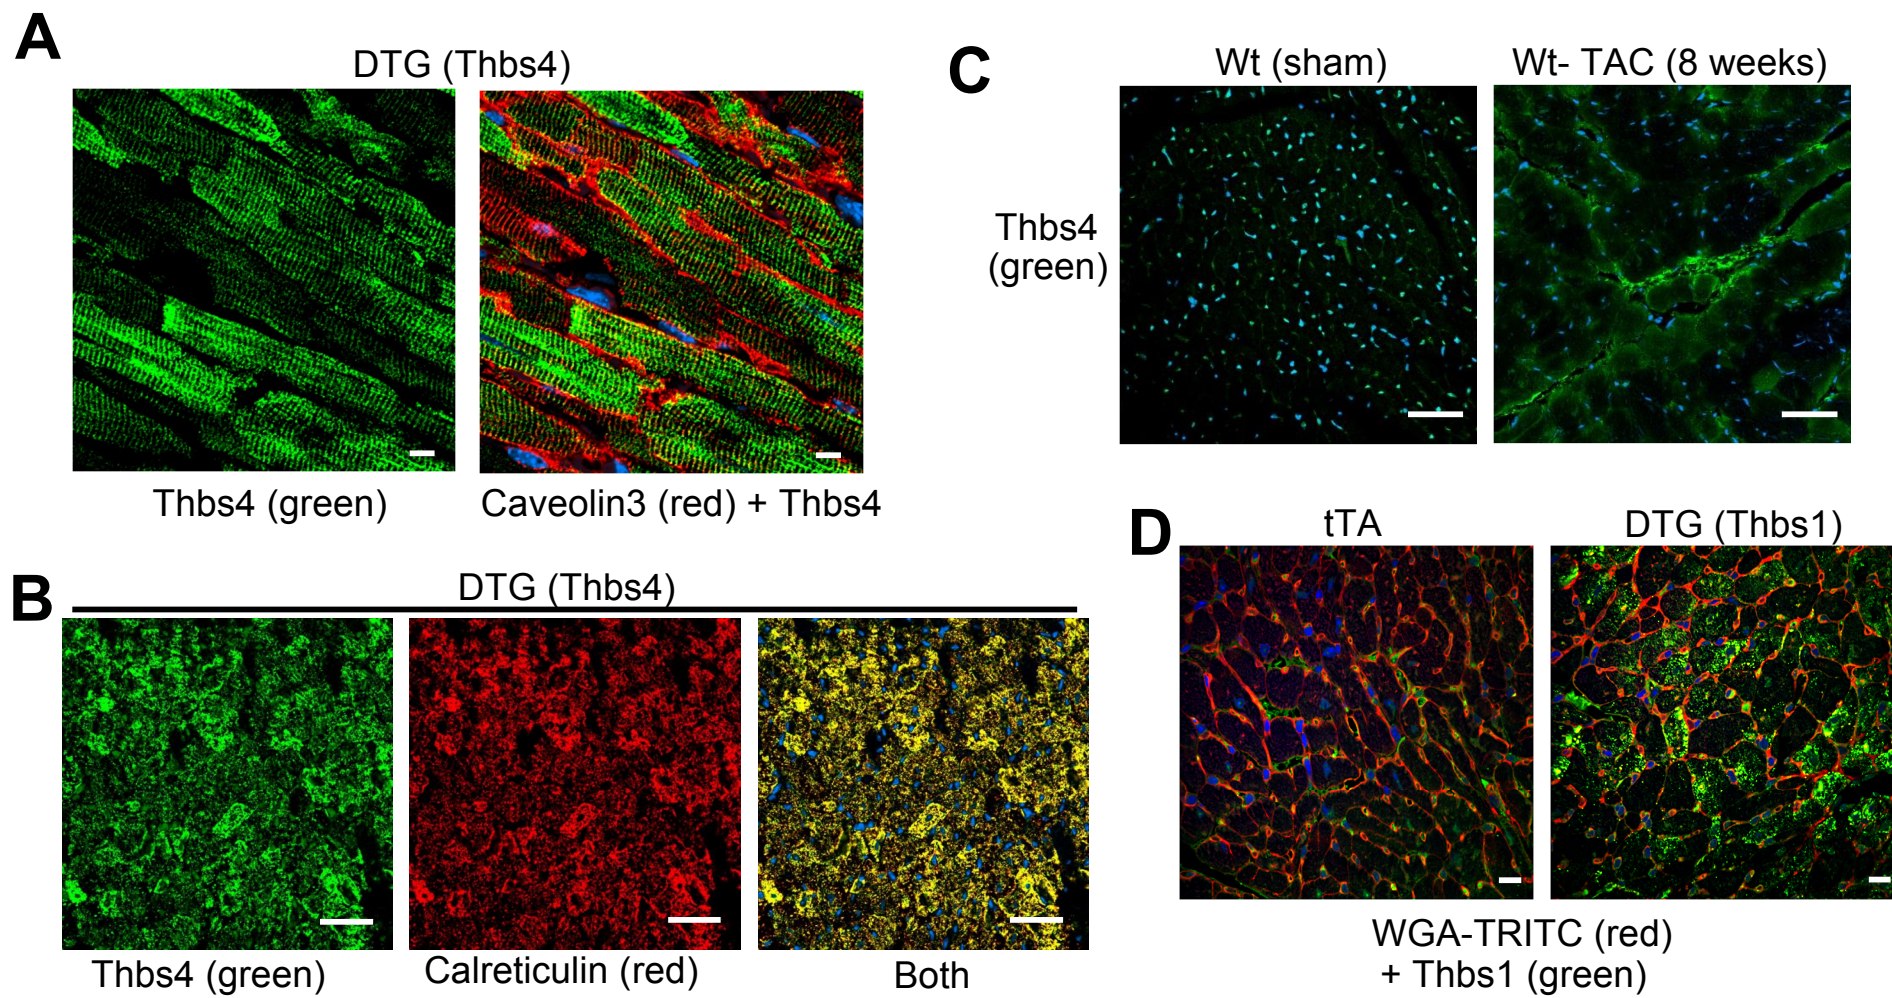 A
DTG (Thbs4)
Thbs4 (green)
Caveolin3 (red) + Thbs4
B
DTG (Thbs4)
Thbs4 (green)
Calreticulin (red)
Both
C
Wt (sham)
Wt- TAC (8 weeks)
Thbs4
(green)
D
tTA
DTG (Thbs1)
WGA-TRITC (red)
+ Thbs1 (green)